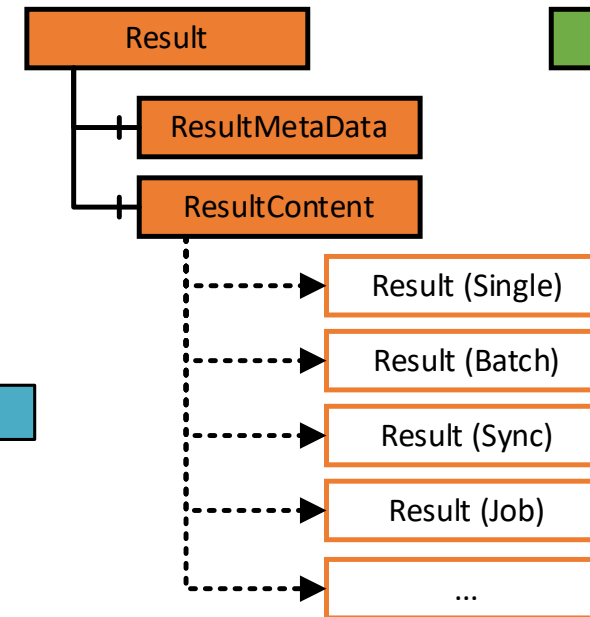 Result
ResultMetaData
ResultContent
Result (Single)
Result (Batch)
Result (Sync)
Result (Job)
...